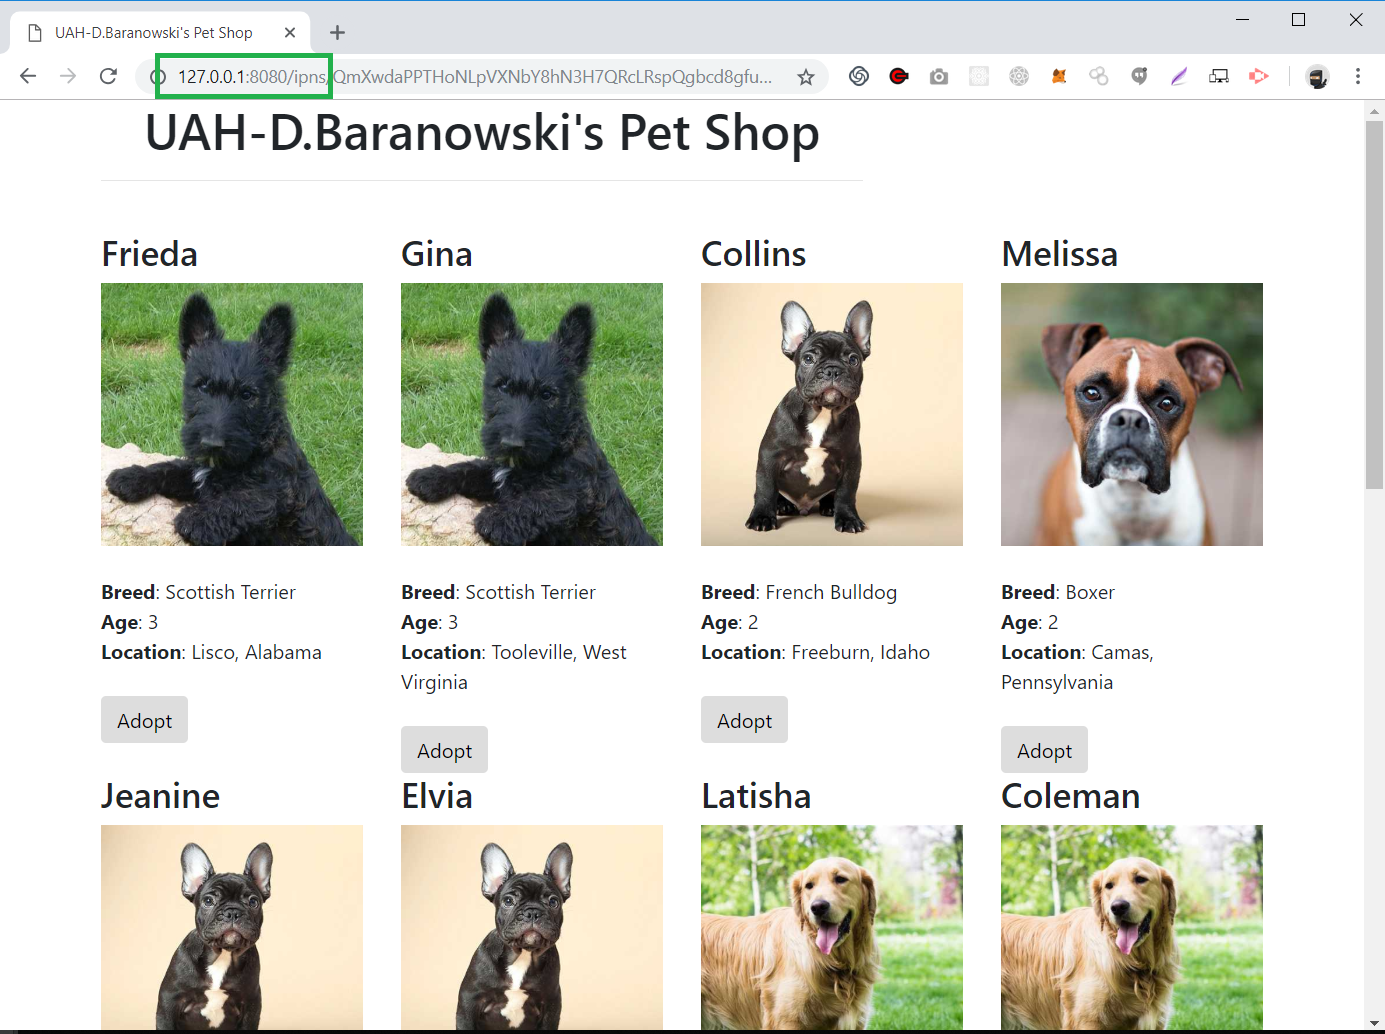 UAH-D.Baranowski's Pet Shop
127.0.0.1:8080/ipns/QmXwdaPPTHoNLpVXNbY8hN3H7QRcLRspQgbcd8gfu...
UAH-D.Baranowski's Pet Shop
Frieda
Breed: Scottish Terrier
Age: 3
Location: Lisco, Alabama
Adopt
Gina
Breed: Scottish Terrier
Age: 3
Location: Tooleville, West
Virginia
Adopt
Collins
Breed: French Bulldog
Age: 2
Location: Freeburn, Idaho
Adopt
Melissa
Breed: Boxer
Age: 2
Location: Camas,
Pennsylvania
Adopt
Jeanine
Elvia
Latisha
Coleman